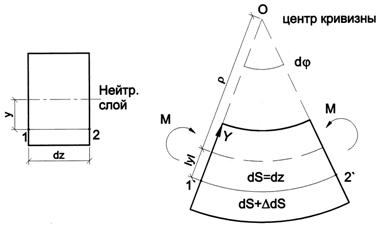 O
центр кривизны
dφ
ρ
Нейтр.
слой
y
1
2
dz
M
M
Y
|y|
1`
2`
dS=dz
dS+ΔdS